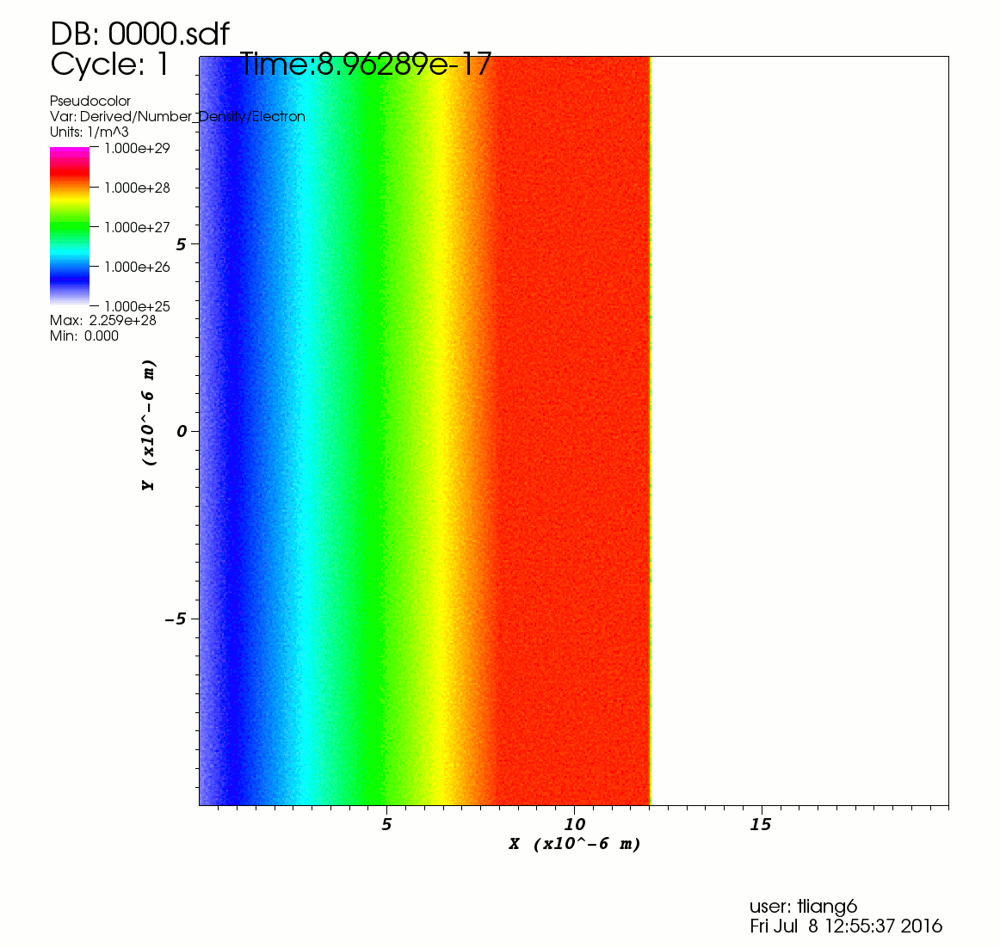 DB: 0000.sdf
Cycle: 1 Time:8.96289e-17
Pseudocolor
Var: Derived/Number_Density/Electron
Units: 1/m^3
1.000e+29
1.000e+28
1.000e+27
1.000e+26
1.000e+25
Max: 2.259e+28
Min: 0.000
5
0
-5
Y (x10^-6 m)
5 10 15
X (x10^-6 m)
user: tliang6
Fri Jul 8 12:55:37 2016